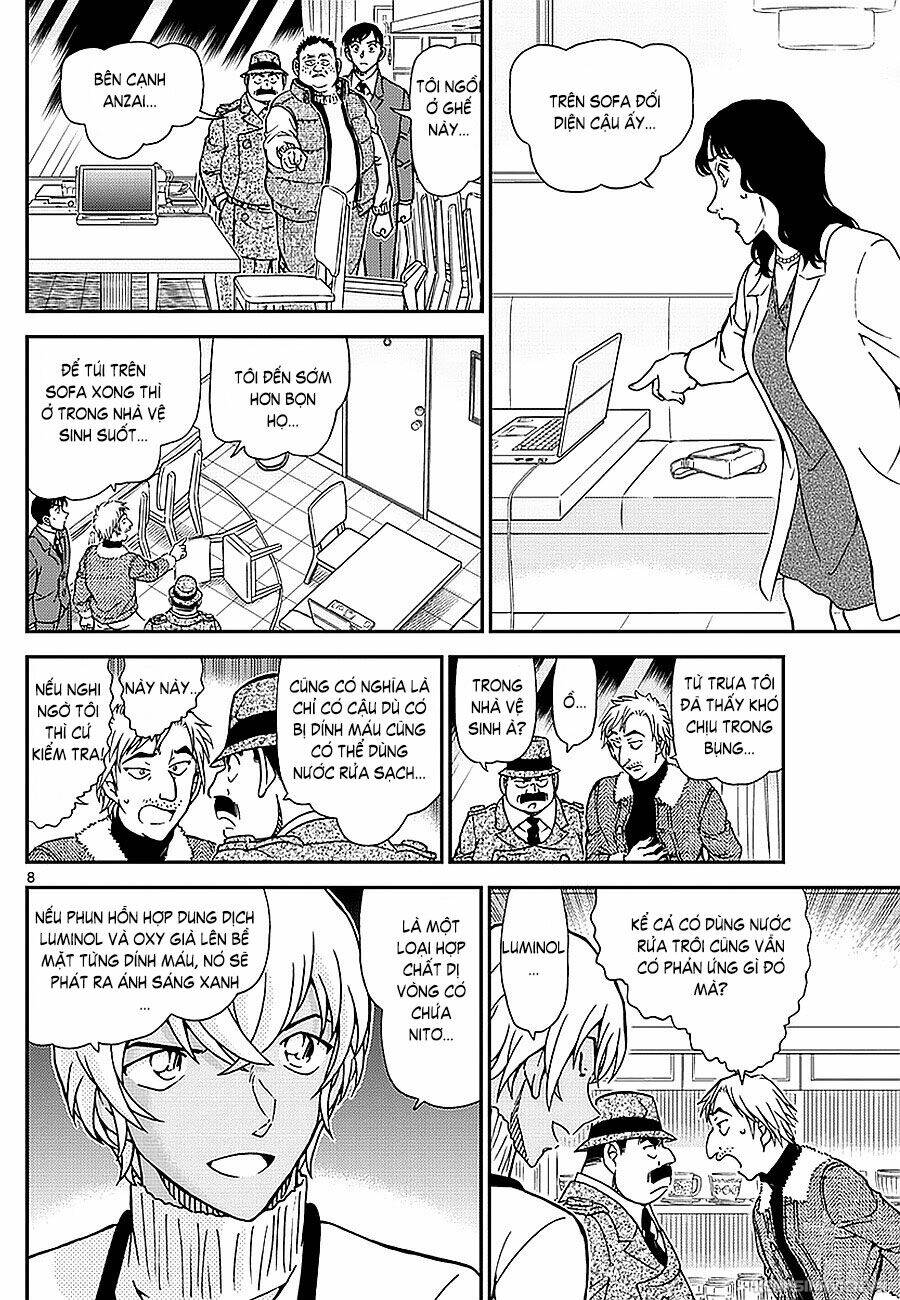 TRÊN SOFA ĐỐI
DIỆN CẬU ẤY...
TÔI NGỒI
Ở GHẾ
NÀY...
BÊN CẠNH
ANZAI...
TÔI ĐẾN SỚM
HƠN BỌN
HỌ...
ĐỂ TÚI TRÊN
SOFA XONG THÌ
Ở TRONG NHÀ VỆ
SINH SUỐT...
TỪ TRƯA TÔI
ĐÃ THẤY KHÓ
CHỊU TRONG
BỤNG...
Ồ...
TRONG
NHÀ VỆ
SINH À?
CŨNG CÓ NGHĨA LÀ
CHỈ CÓ CẬU DÙ CÓ
BỊ DÍNH MÁU CŨNG
CÓ THỂ DÙNG
NƯỚC RỬA SẠCH...
NÀY NÀY...
NẾU NGHI
NGỜ TÔI
THÌ CỨ
KIỂM TRA!
8
KỂ CẢ CÓ DÙNG NƯỚC
RỬA TRÔI CŨNG VẪN
CÓ PHẢN ỨNG GÌ ĐÓ
MÀ?
LUMINOL
...
LÀ MỘT
LOẠI HỢP
CHẤT DỊ
VÒNG CÓ
CHỨA
NITƠ...
NẾU PHUN HỖN HỢP DUNG DỊCH
LUMINOL VÀ OXY GIÀ LÊN BỀ
MẶT TỪNG DÍNH MÁU, NÓ SẼ
PHÁT RA ÁNH SÁNG XANH
...